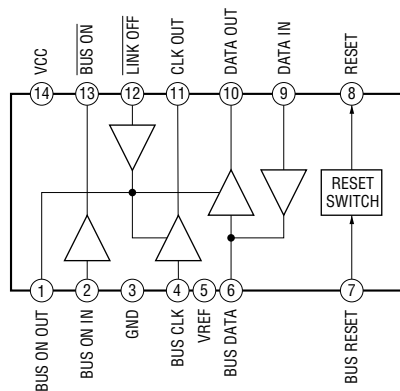 VCC
BUS ON
LINK OFF
CLK OUT
DATA OUT
DATA IN
RESET
14
13
12
11
10
9
8
RESET
SWITCH
1
2
3
4
5
6
7
BUS ON OUT
BUS ON IN
GND
BUS CLK
VREF
BUS DATA
BUS RESET